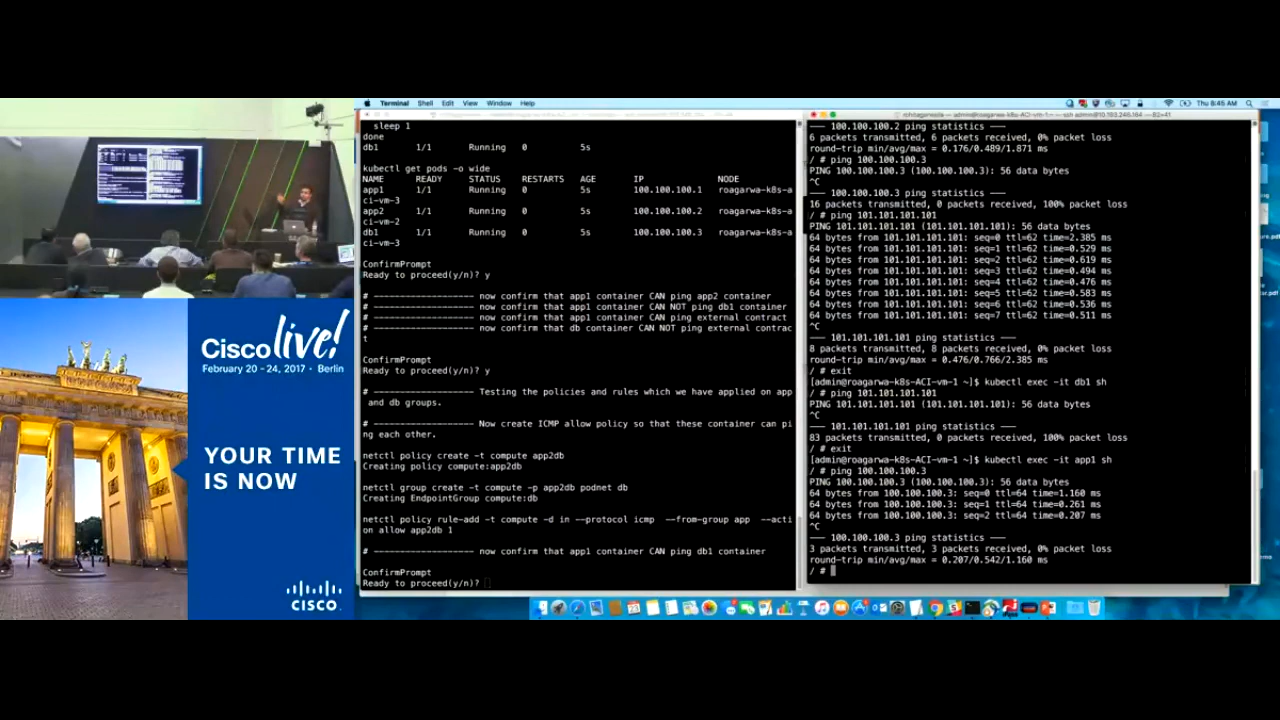 Terminal Shell Edit View Window Help
Thu 8:45 AM
Cisco live!
February 20 - 24, 2017 • Berlin
YOUR TIME
IS NOW
CISCO
sleep 1
done
db1 1/1 Running 0 5s
kubectl get pods -o wide
NAME READY STATUS RESTARTS AGE IP NODE
app1 1/1 Running 0 5s 100.100.100.1 roagarwa-k8s-a
ci-vm-3
app2 1/1 Running 0 5s 100.100.100.2 roagarwa-k8s-a
ci-vm-2
db1 1/1 Running 0 5s 100.100.100.3 roagarwa-k8s-a
ci-vm-3
ConfirmPrompt
Ready to proceed(y/n)? y
# ------------------- now confirm that app1 container CAN ping app2 container
# ------------------- now confirm that app1 container CAN NOT ping db1 container
# ------------------- now confirm that app1 container CAN ping external contract
# ------------------- now confirm that db container CAN NOT ping external contrac
t
ConfirmPrompt
Ready to proceed(y/n)? y
# ------------------- Testing the policies and rules which we have applied on app
and db groups.
# ------------------- Now create ICMP allow policy so that these container can pi
ng each other.
netctl policy create -t compute app2db
Creating policy compute:app2db
netctl group create -t compute -p app2db podnet db
Creating EndpointGroup compute:db
netctl policy rule-add -t compute -d in --protocol icmp --from-group app --acti
on allow app2db 1
# ------------------- now confirm that app1 container CAN ping db1 container
ConfirmPrompt
Ready to proceed(y/n)?
--- 100.100.100.2 ping statistics ---
6 packets transmitted, 6 packets received, 0% packet loss
round-trip min/avg/max = 0.176/0.489/1.871 ms
/ # ping 100.100.100.3
PING 100.100.100.3 (100.100.100.3): 56 data bytes
^C
--- 100.100.100.3 ping statistics ---
16 packets transmitted, 0 packets received, 100% packet loss
/ # ping 101.101.101.101
PING 101.101.101.101 (101.101.101.101): 56 data bytes
64 bytes from 101.101.101.101: seq=0 ttl=62 time=2.385 ms
64 bytes from 101.101.101.101: seq=1 ttl=62 time=0.529 ms
64 bytes from 101.101.101.101: seq=2 ttl=62 time=0.619 ms
64 bytes from 101.101.101.101: seq=3 ttl=62 time=0.494 ms
64 bytes from 101.101.101.101: seq=4 ttl=62 time=0.476 ms
64 bytes from 101.101.101.101: seq=5 ttl=62 time=0.583 ms
64 bytes from 101.101.101.101: seq=6 ttl=62 time=0.536 ms
64 bytes from 101.101.101.101: seq=7 ttl=62 time=0.511 ms
^C
--- 101.101.101.101 ping statistics ---
8 packets transmitted, 8 packets received, 0% packet loss
round-trip min/avg/max = 0.476/0.766/2.385 ms
/ # exit
[admin@roagarwa-k8s-ACI-vm-1 ~]$ kubectl exec -it db1 sh
/ # ping 101.101.101.101
PING 101.101.101.101 (101.101.101.101): 56 data bytes
^C
--- 101.101.101.101 ping statistics ---
83 packets transmitted, 0 packets received, 100% packet loss
/ # exit
[admin@roagarwa-k8s-ACI-vm-1 ~]$ kubectl exec -it app1 sh
/ # ping 100.100.100.3
PING 100.100.100.3 (100.100.100.3): 56 data bytes
64 bytes from 100.100.100.3: seq=0 ttl=64 time=1.160 ms
64 bytes from 100.100.100.3: seq=1 ttl=64 time=0.261 ms
64 bytes from 100.100.100.3: seq=2 ttl=64 time=0.207 ms
^C
--- 100.100.100.3 ping statistics ---
3 packets transmitted, 3 packets received, 0% packet loss
round-trip min/avg/max = 0.207/0.542/1.160 ms
/ #